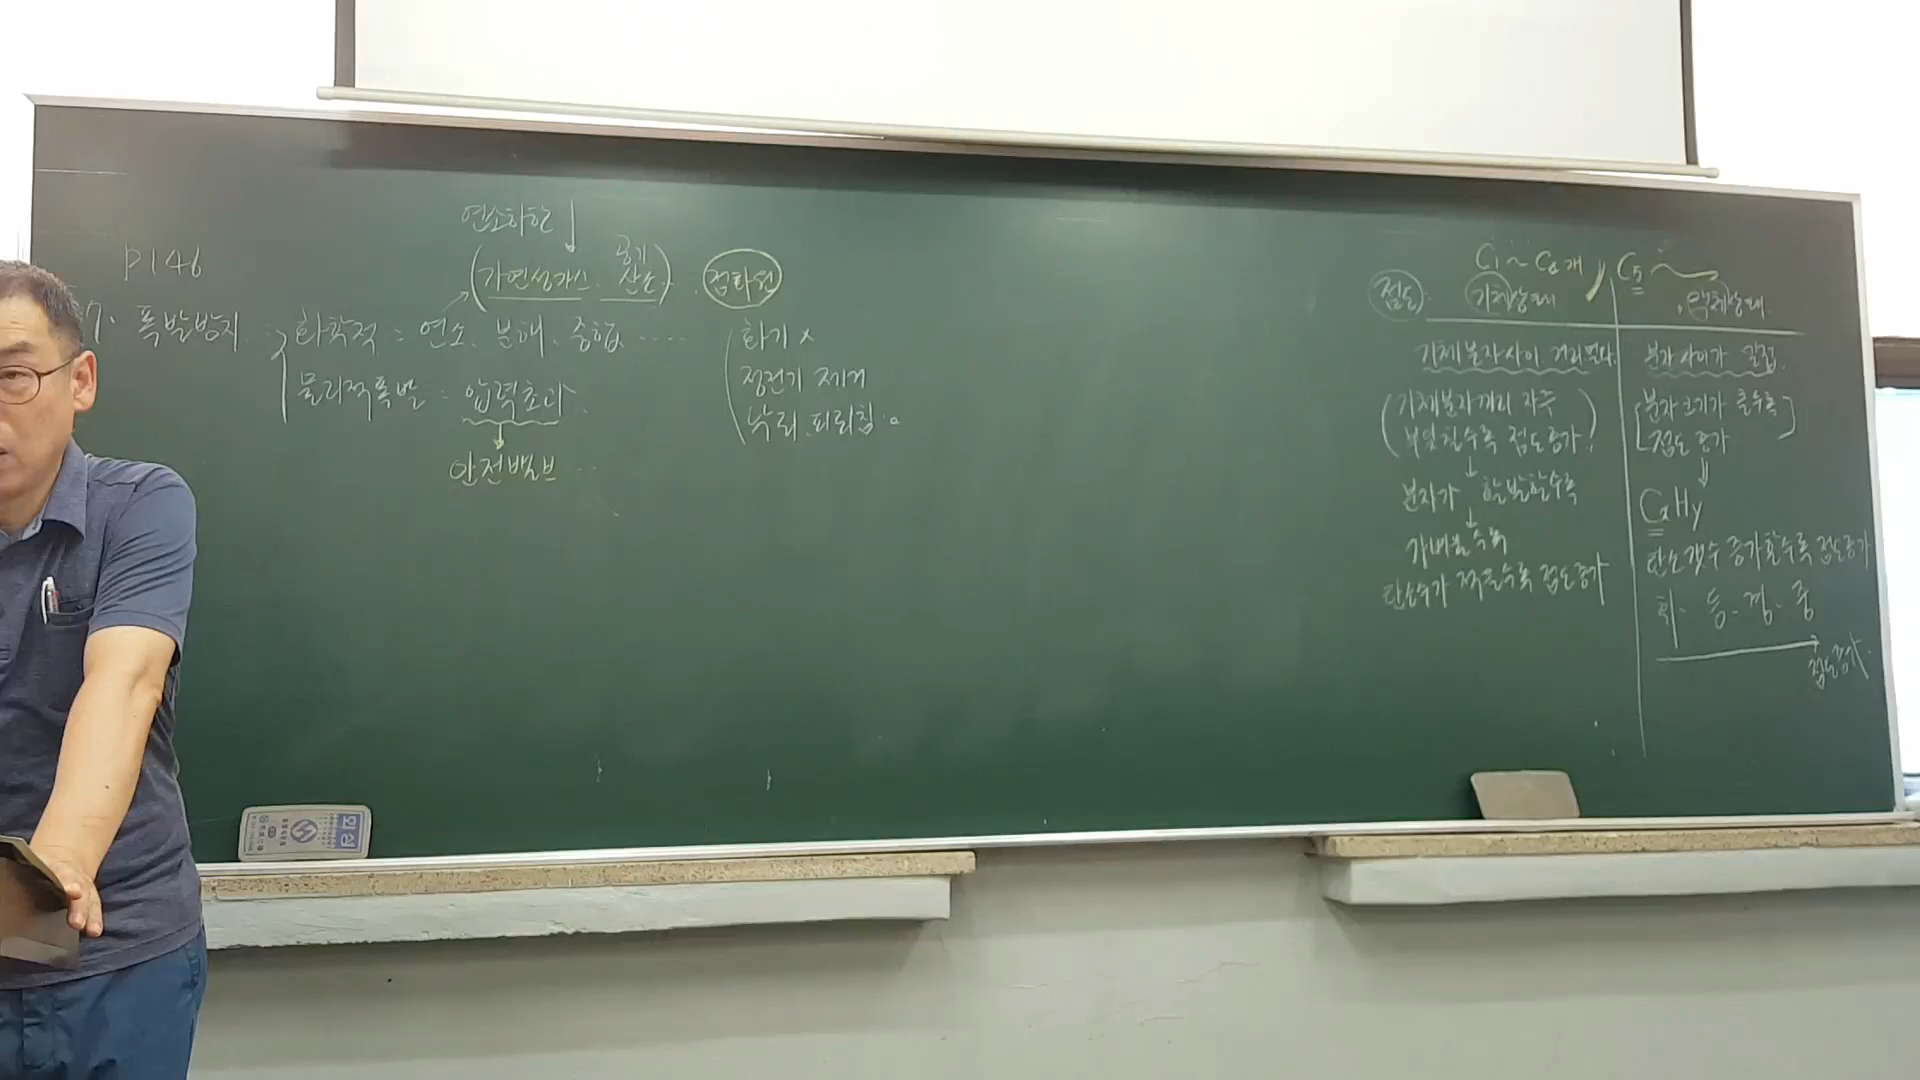 P146
7. 폭발방지
연소하한 ↓
(가연성가스, 공기 산소) ... 점화원
화학적 = 연소, 분해, 중합 .....
물리적폭발 = 압력초과.
↓
안전밸브 ...
화기 x
정전기 제거
낙뢰, 피뢰침.
점도
C1 ~ C4개
기체상태
기체분자사이 거리멀다.
(기체분자끼리 자주
부딪힐수록 점도증가)
↓
분자가 활발할수록
↓
가벼울수록
탄소수가 적을수록 점도증가
C5 ~
액체상태
분자 사이가 밀접.
[분자크기가 클수록
점도 증가]
⇓
CxHy
탄소갯수 증가할수록 점도증가
휘. 등. 경. 중
→
점도증가.